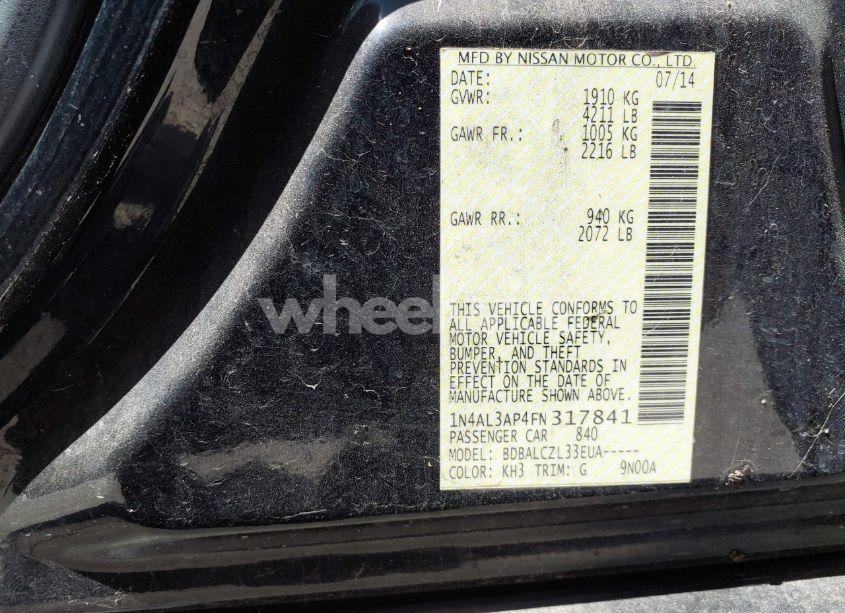 MFD BY NISSAN MOTOR CO., LTD.
DATE: 07/14
GVWR: 1910 KG
4211 LB
GAWR FR.: 1005 KG
2216 LB
GAWR RR.: 940 KG
2072 LB
wheel
THIS VEHICLE CONFORMS TO
ALL APPLICABLE FEDERAL
MOTOR VEHICLE SAFETY,
BUMPER, AND THEFT
PREVENTION STANDARDS IN
EFFECT ON THE DATE OF
MANUFACTURE SHOWN ABOVE.
1N4AL3AP4FN317841
PASSENGER CAR 840
MODEL: BDBALCZL33EUA-----
COLOR: KH3 TRIM: G 9N00A